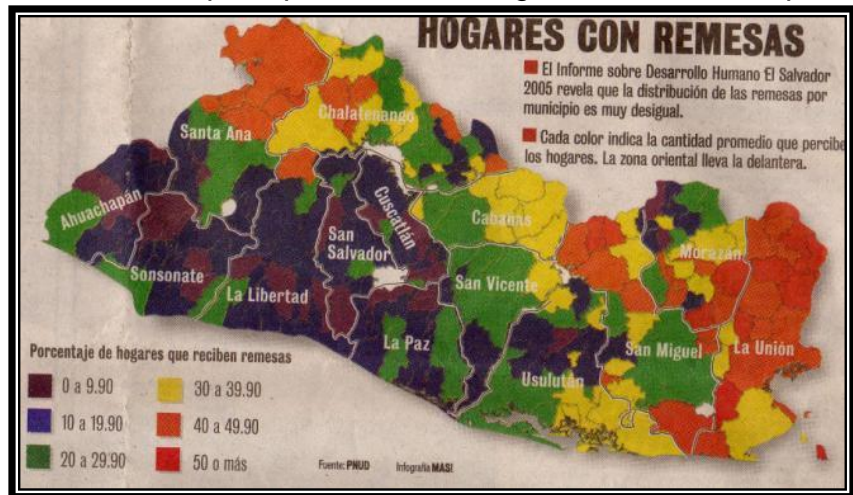 HOGARES CON REMESAS
El Informe sobre Desarrollo Humano El Salvador
2005 revela que la distribución de las remesas por
municipio es muy desigual.
Cada color indica la cantidad promedio que percibe
los hogares. La zona oriental lleva la delantera.
Chalatenango
Santa Ana
Ahuachapán
Cuscatlán
Cabañas
San
Salvador
Morazán
Sonsonate
La Libertad
San Vicente
La Paz
Usulután
San Miguel
La Unión
Porcentaje de hogares que reciben remesas
0 a 9.90
10 a 19.90
20 a 29.90
30 a 39.90
40 a 49.90
50 o más
Fuente: PNUD
Infografía MAS!